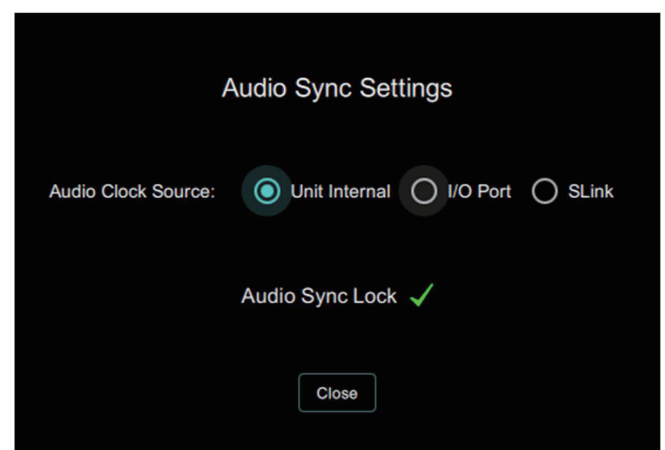 Audio Sync Settings
Audio Clock Source: Unit Internal I/O Port SLink
Audio Sync Lock
Close